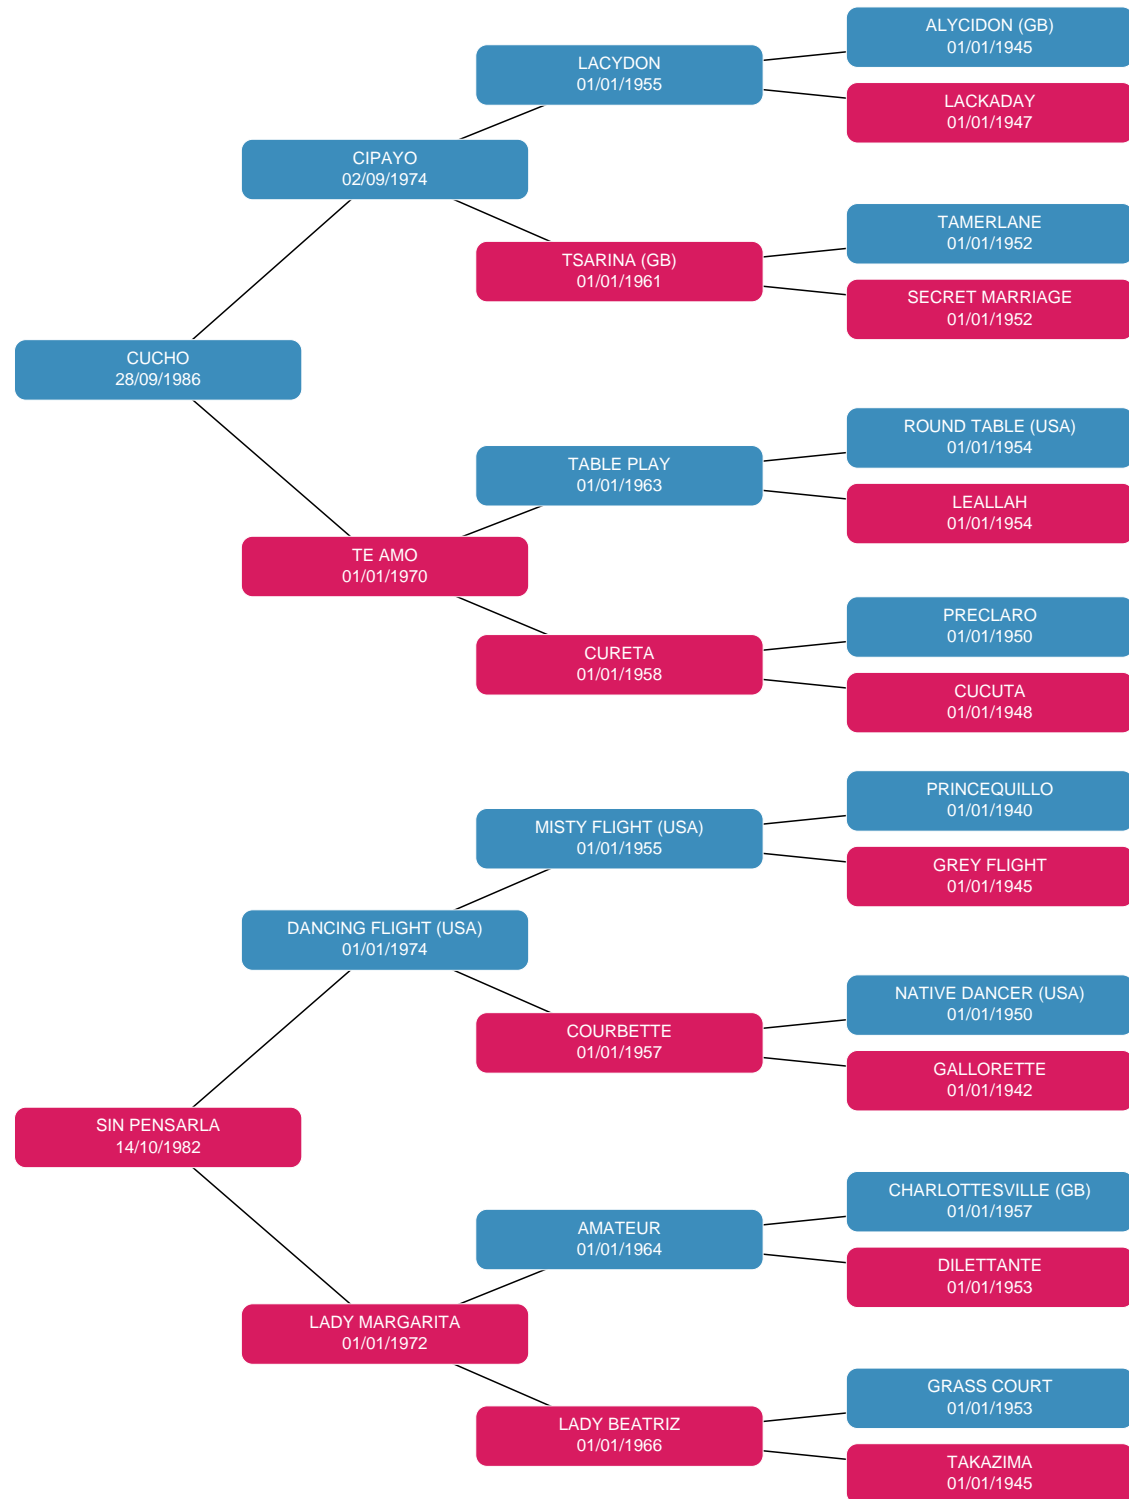 ALYCIDON (GB)
01/01/1945
LACYDON
01/01/1955
LACKADAY
01/01/1947
CIPAYO
02/09/1974
TAMERLANE
01/01/1952
TSARINA (GB)
01/01/1961
SECRET MARRIAGE
01/01/1952
CUCHO
28/09/1986
ROUND TABLE (USA)
01/01/1954
TABLE PLAY
01/01/1963
LEALLAH
01/01/1954
TE AMO
01/01/1970
PRECLARO
01/01/1950
CURETA
01/01/1958
CUCUTA
01/01/1948
PRINCEQUILLO
01/01/1940
MISTY FLIGHT (USA)
01/01/1955
GREY FLIGHT
01/01/1945
DANCING FLIGHT (USA)
01/01/1974
NATIVE DANCER (USA)
01/01/1950
COURBETTE
01/01/1957
GALLORETTE
01/01/1942
SIN PENSARLA
14/10/1982
CHARLOTTESVILLE (GB)
01/01/1957
AMATEUR
01/01/1964
DILETTANTE
01/01/1953
LADY MARGARITA
01/01/1972
GRASS COURT
01/01/1953
LADY BEATRIZ
01/01/1966
TAKAZIMA
01/01/1945